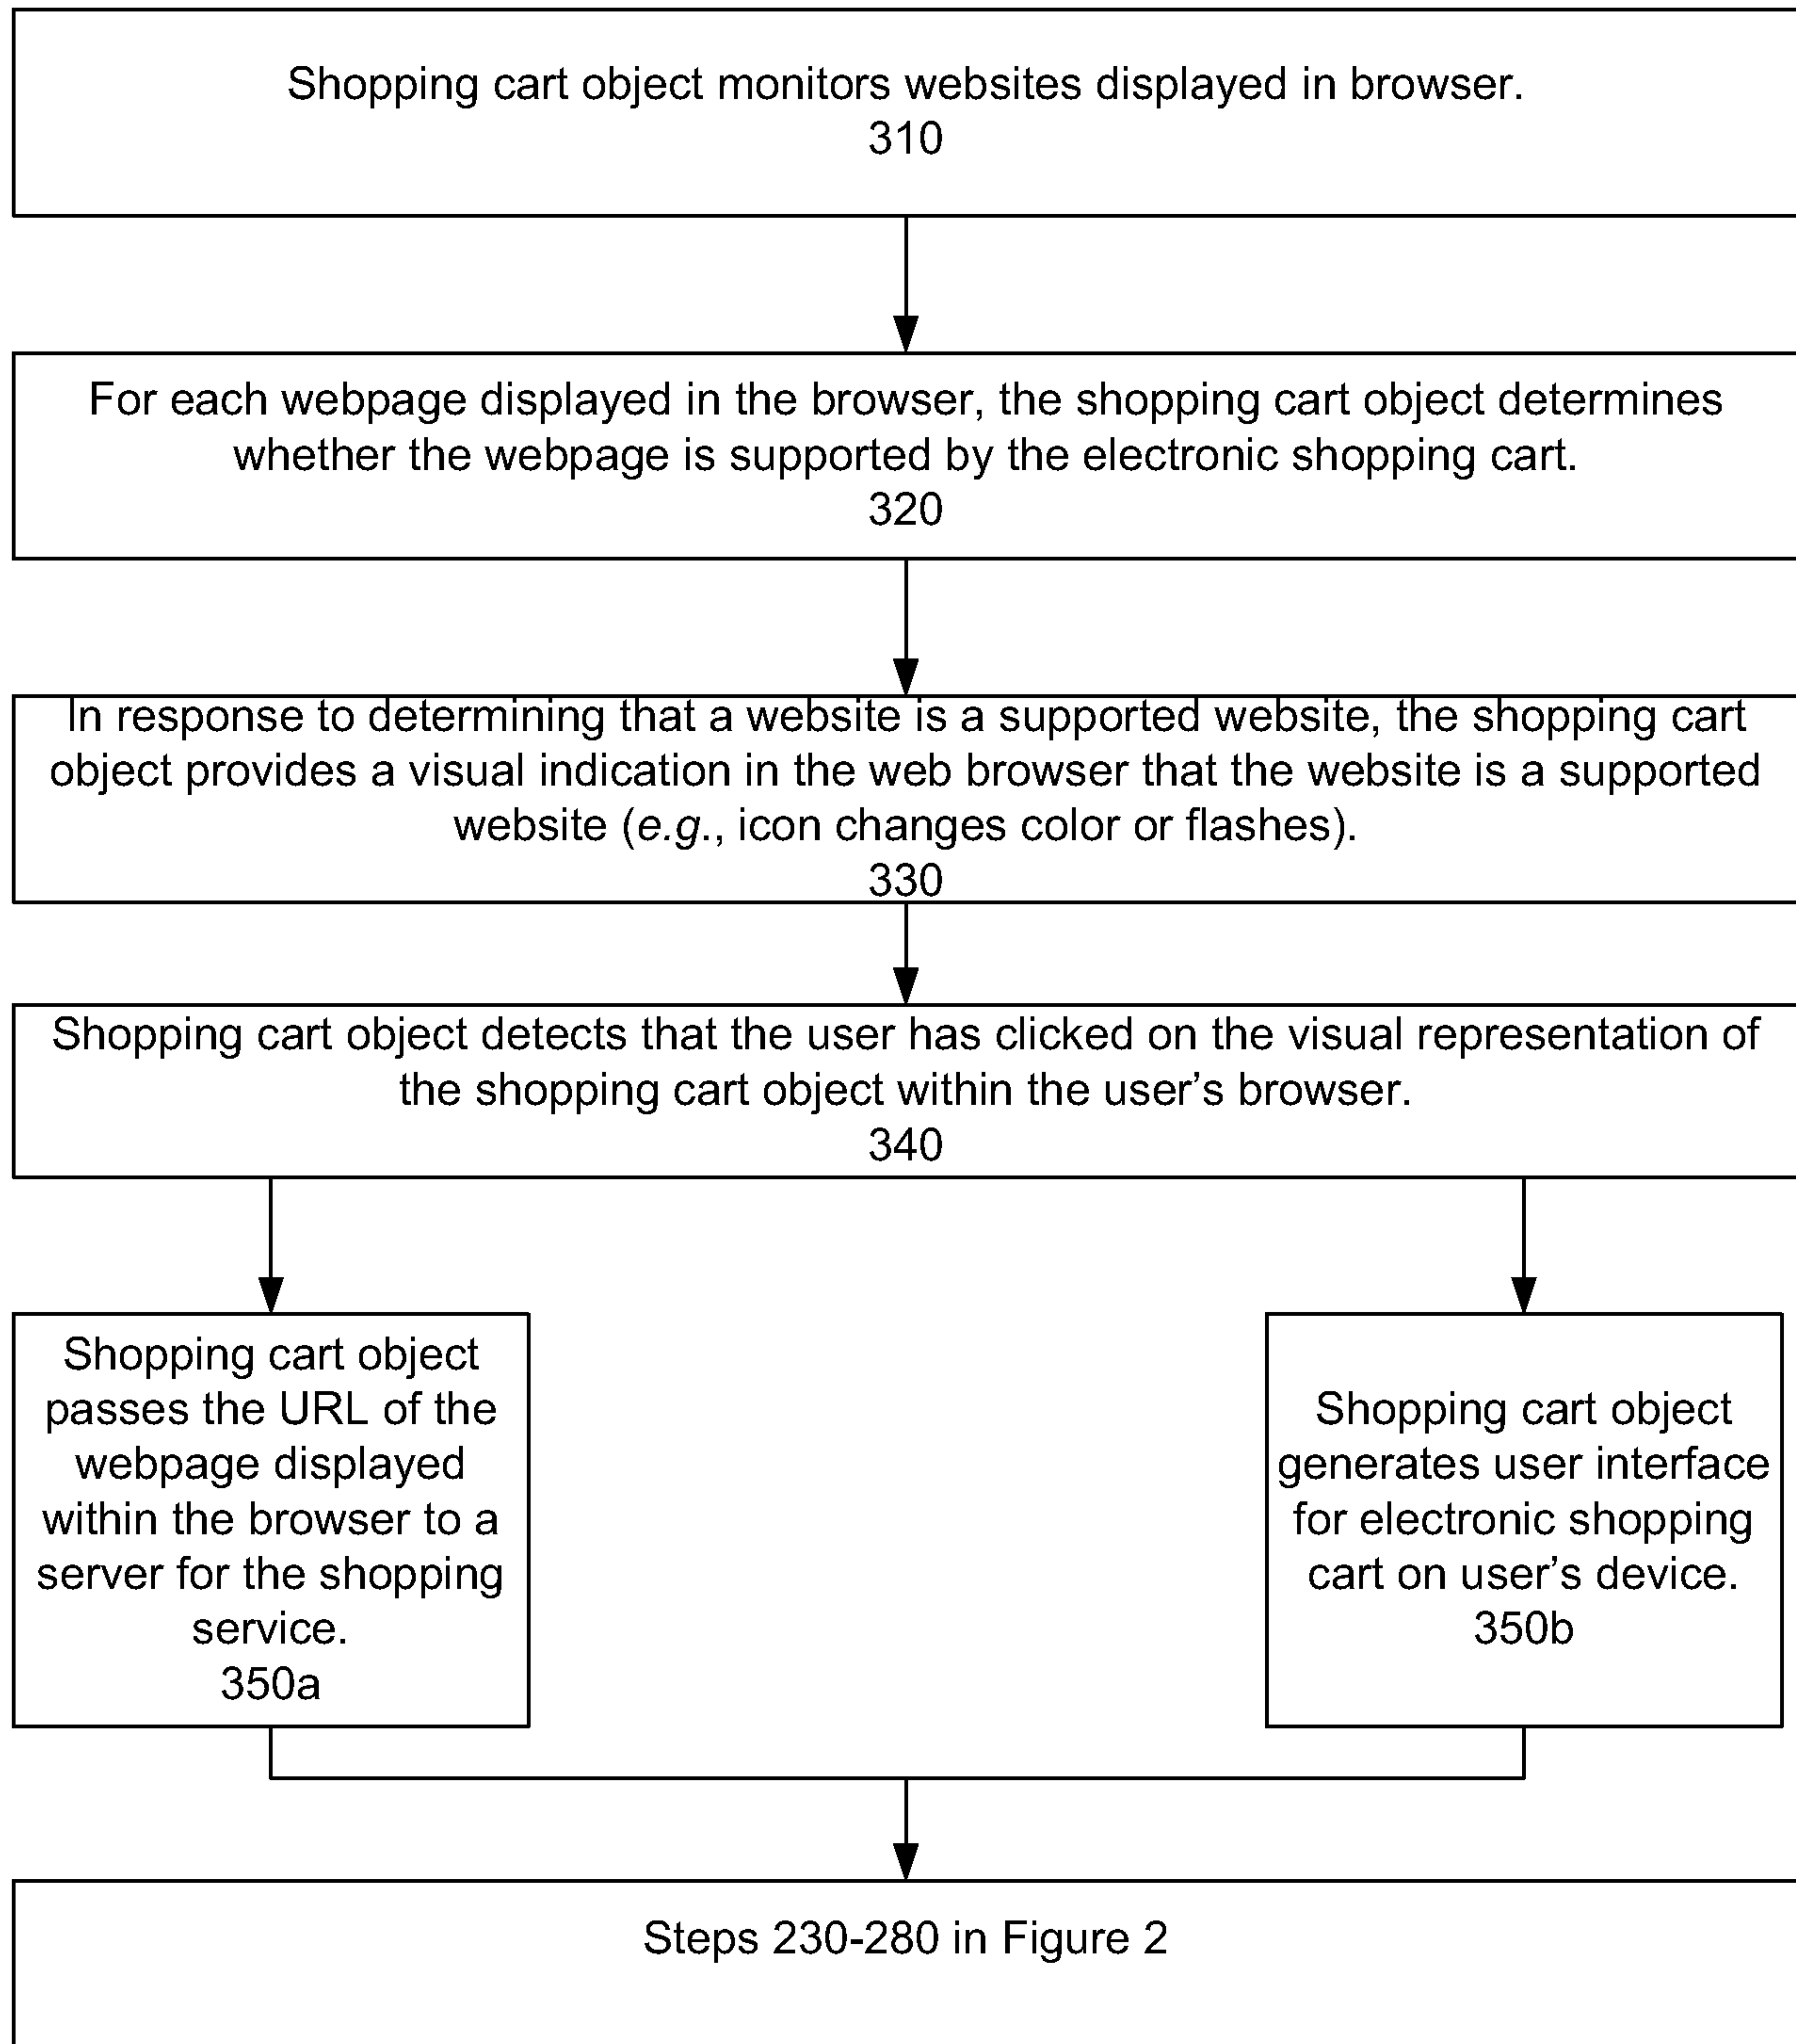 Shopping cart object monitors websites displayed in browser.
310
For each webpage displayed in the browser, the shopping cart object determines
whether the webpage is supported by the electronic shopping cart.
320
In response to determining that a website is a supported website, the shopping cart
object provides a visual indication in the web browser that the website is a supported
website (e.g., icon changes color or flashes).
330
Shopping cart object detects that the user has clicked on the visual representation of
the shopping cart object within the user's browser.
340
Shopping cart object
passes the URL of the
webpage displayed
within the browser to a
server for the shopping
service.
350a
Shopping cart object
generates user interface
for electronic shopping
cart on user's device.
350b
Steps 230-280 in Figure 2